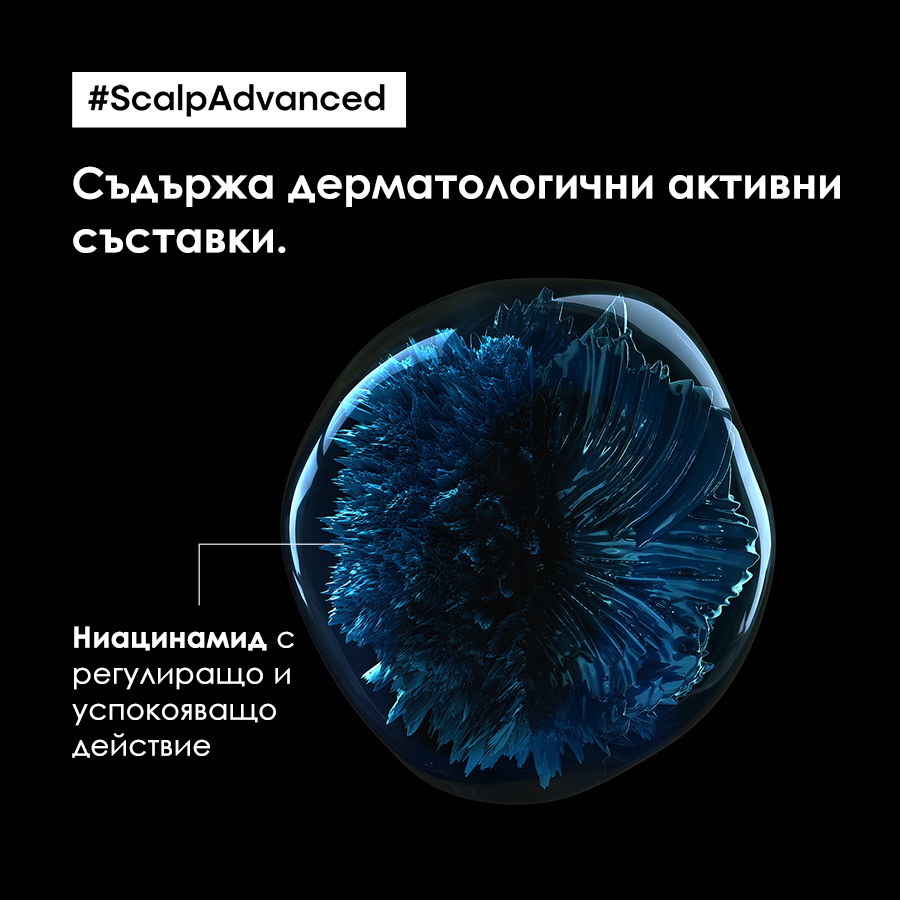 #ScalpAdvanced
Съдържа дерматологични активни
съставки.
Ниацинамид с
регулиращо и
успокояващо
действие